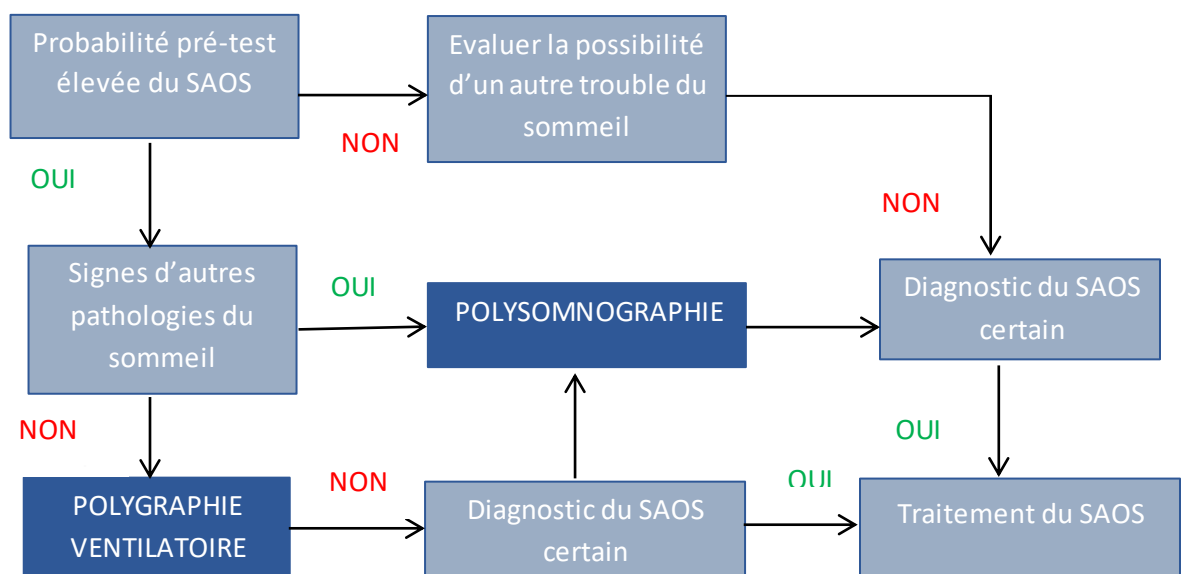 Probabilité pré-test
élevée du SAOS
Evaluer la possibilité
d'un autre trouble du
sommeil
NON
OUI
NON
Signes d'autres
pathologies du
sommeil
OUI
POLYSOMNOGRAPHIE
Diagnostic du SAOS
certain
NON
OUI
POLYGRAPHIE
VENTILATOIRE
NON
Diagnostic du SAOS
certain
OUI
Traitement du SAOS